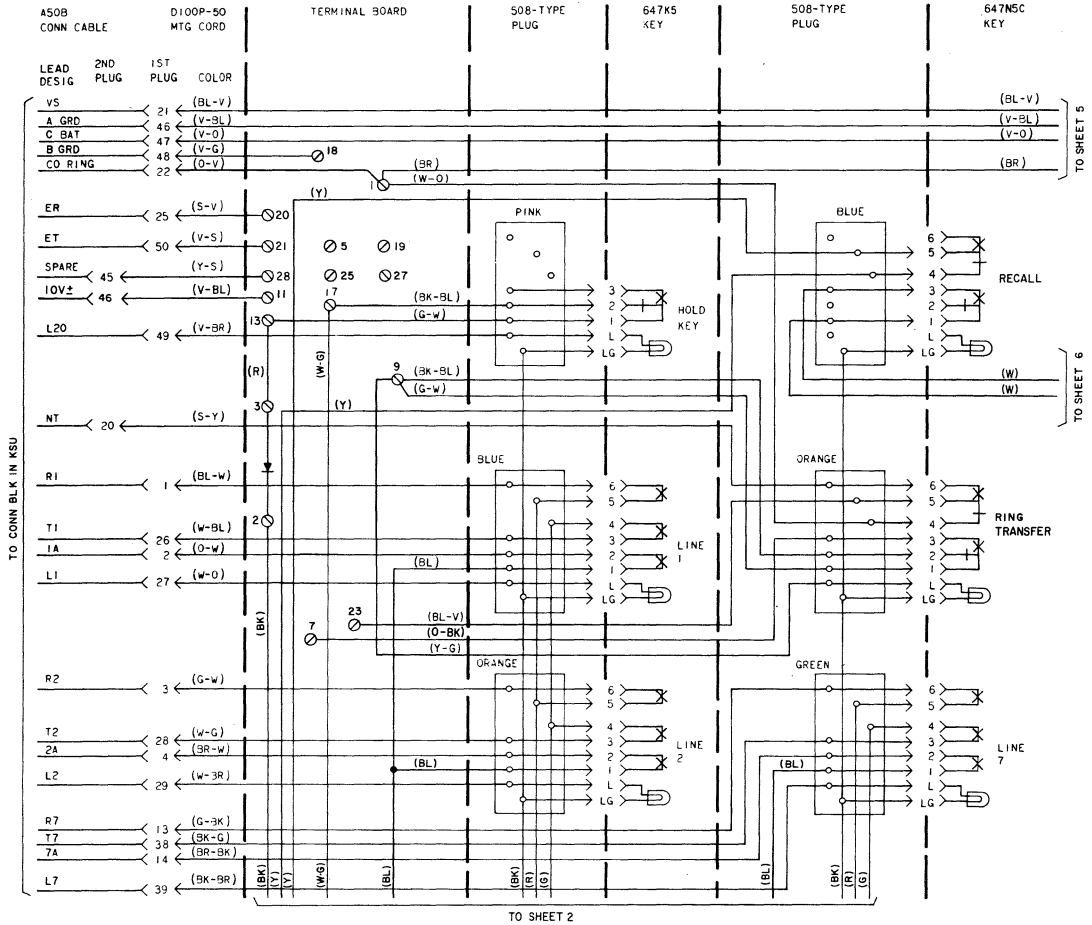 A50B D100P-50 TERMINAL BOARD 508-TYPE 647K5 508-TYPE 647N5C
CONN CABLE MTG CORD PLUG KEY PLUG KEY
2ND 1ST
LEAD PLUG PLUG COLOR
DESIG
VS 21 (BL-V) (BL-V)
A GRD 46 (V-BL) (V-BL)
C BAT 47 (V-O) (V-O)
B GRD 48 (V-G) 18
CO RING 22 (O-V) (BR) (BR)
1 (W-O)
TO SHEET 5
(Y)
ER 25 (S-V) 20 PINK BLUE
ET 50 (V-S) 21 5 19 6
5
SPARE 45 (Y-S) 28 25 27 4 RECALL
10V± 46 (V-BL) 11 17 (BK-BL) 3 3
2 HOLD 2
13 (G-W) 1 KEY 1
L20 49 (V-BR) L L
LG LG
(R) (W-G) 9 (BK-BL) (W)
(G-W) (W)
TO SHEET 6
3 (Y)
NT 20 (S-Y)
TO CONN BLK IN KSU
BLUE ORANGE
R1 1 (BL-W) 6 6
5 5
2 4 4 RING
T1 26 (W-BL) 3 3 TRANSFER
1A 2 (O-W) 2 LINE 2
(BL) 1 1 1
L1 27 (W-O) L L
LG LG
(BK) 23 (BL-V)
7 (O-BK)
(Y-G)
ORANGE GREEN
R2 3 (G-W) 6 6
5 5
4 4
T2 28 (W-G) 3 3
2A 4 (BR-W) 2 LINE 2 LINE
(BL) 1 2 (BL) 1 7
L2 29 (W-BR) L L
LG LG
R7 13 (G-BK)
T7 38 (BK-G)
7A 14 (BR-BK)
L7 39 (BK-BR)
(BK) (Y) (Y) (W-G) (BL) (BK) (R) (G) (BL) (BK) (R) (G)
TO SHEET 2